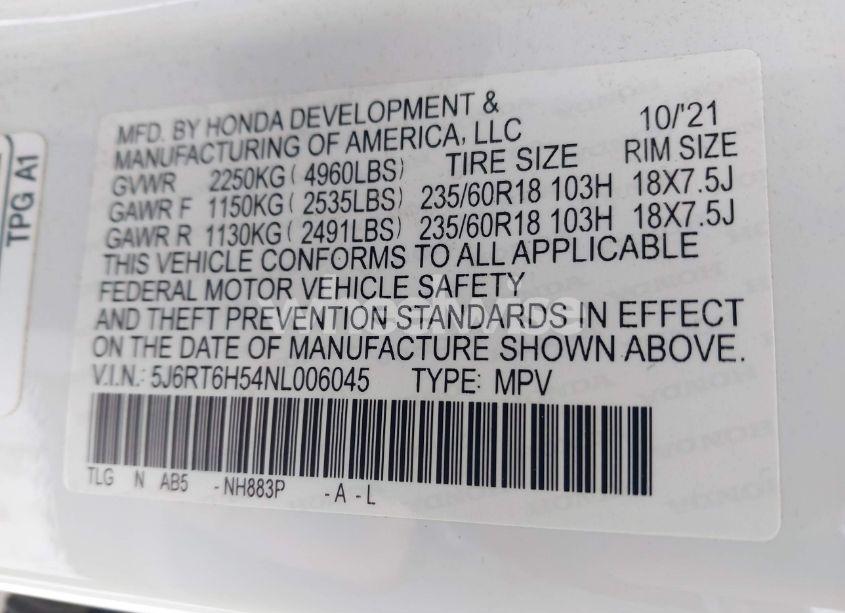 TPG A1
MFD. BY HONDA DEVELOPMENT & 10/'21
MANUFACTURING OF AMERICA, LLC
GVWR 2250KG ( 4960LBS) TIRE SIZE RIM SIZE
GAWR F 1150KG ( 2535LBS) 235/60R18 103H 18X7.5J
GAWR R 1130KG ( 2491LBS) 235/60R18 103H 18X7.5J
THIS VEHICLE CONFORMS TO ALL APPLICABLE
FEDERAL MOTOR VEHICLE SAFETY
AND THEFT PREVENTION STANDARDS IN EFFECT
ON THE DATE OF MANUFACTURE SHOWN ABOVE.
V.I.N.: 5J6RT6H54NL006045 TYPE: MPV
TLG N AB5 -NH883P -A -L